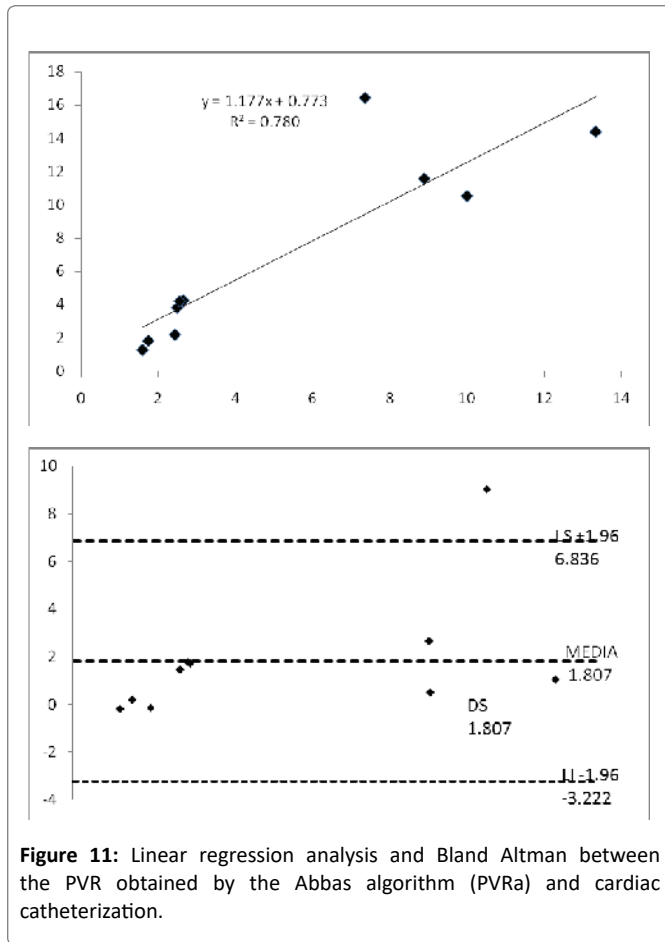 18
16
14
12
10
8
6
4
2
0
y = 1.177x + 0.773
R² = 0.780
0 2 4 6 8 10 12 14
10
8
6
4
2
0
-2
-4
LS +1.96
6.836
MEDIA
1.807
DS
1.807
LI -1.96
-3.222
Figure 11: Linear regression analysis and Bland Altman between
the PVR obtained by the Abbas algorithm (PVRa) and cardiac
catheterization.